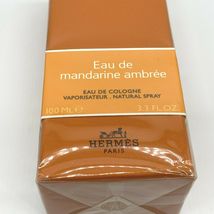 Eau de
mandarine ambrée
EAU DE COLOGNE
VAPORISATEUR . NATURAL SPRAY
100 ML ℮ 3.3 FL.OZ.
HERMÈS
PARIS